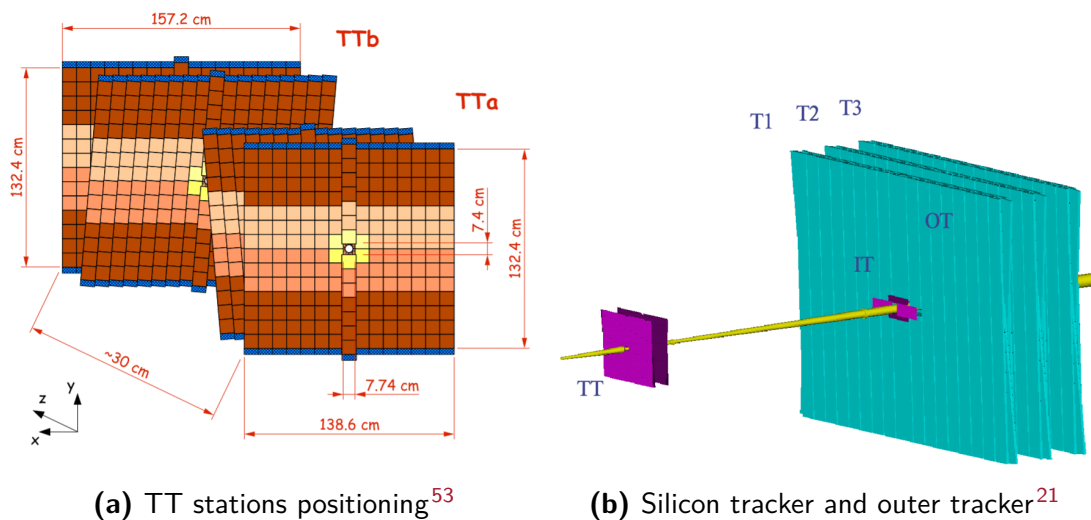 157.2 cm
TTb
TTa
132.4 cm
7.4 cm
132.4 cm
~30 cm
y
z
x
7.74 cm
138.6 cm
(a) TT stations positioning53
T1
T2
T3
OT
IT
TT
(b) Silicon tracker and outer tracker21